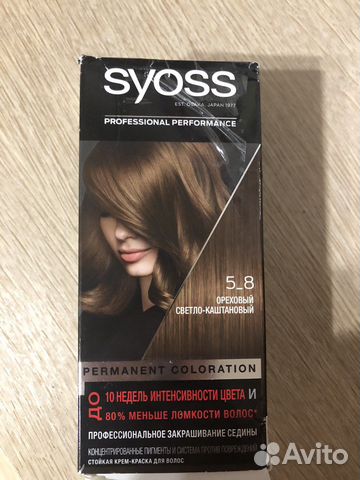 syoss
EST. OSAKA, JAPAN 1977
PROFESSIONAL PERFORMANCE
5_8
ОРЕХОВЫЙ
СВЕТЛО-КАШТАНОВЫЙ
PERMANENT COLORATION
ДО 10 НЕДЕЛЬ ИНТЕНСИВНОСТИ ЦВЕТА И
80% МЕНЬШЕ ЛОМКОСТИ ВОЛОС*
ПРОФЕССИОНАЛЬНОЕ ЗАКРАШИВАНИЕ СЕДИНЫ
КОНЦЕНТРИРОВАННЫЕ ПИГМЕНТЫ И СИСТЕМА ПРОТИВ ПОВРЕЖДЕНИЙ
СТОЙКАЯ КРЕМ-КРАСКА ДЛЯ ВОЛОС
Avito